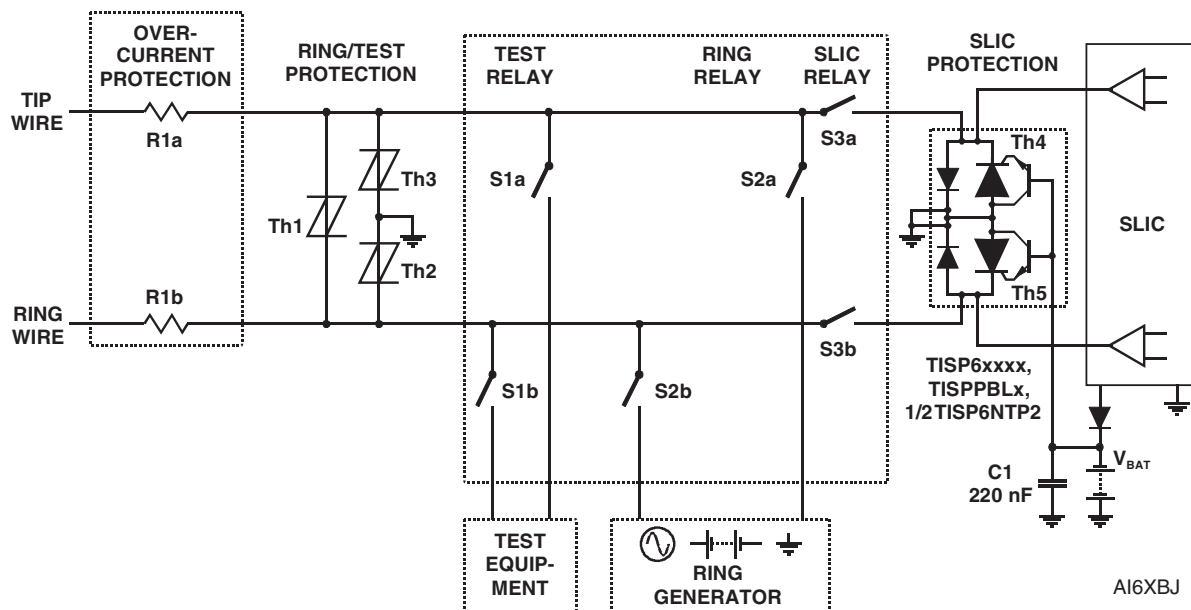 OVER-
CURRENT
PROTECTION
RING/TEST
PROTECTION
TEST
RELAY
RING
RELAY
SLIC
RELAY
SLIC
PROTECTION
TIP
WIRE
R1a
S3a
Th4
Th3
S1a
S2a
Th1
SLIC
Th2
Th5
R1b
RING
WIRE
S3b
S1b
S2b
TISP6xxxx,
TISPPBLx,
1/2TISP6NTP2
C1
220 nF
VBAT
TEST
EQUIP-
MENT
RING
GENERATOR
AI6XBJ